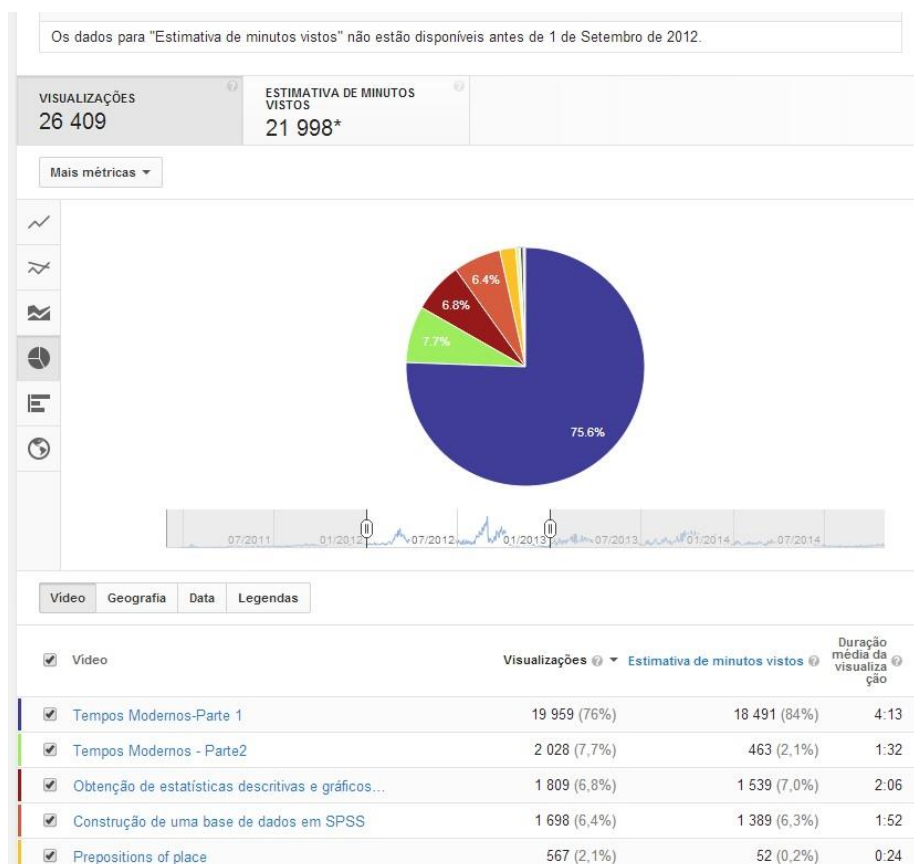 Os dados para "Estimativa de minutos vistos" não estão disponíveis antes de 1 de Setembro de 2012.
VISUALIZAÇÕES
26 409
ESTIMATIVA DE MINUTOS
VISTOS
21 998*
Mais métricas
6.4%
6.8%
7.7%
75.6%
07/2011 01/2012 07/2012 01/2013 07/2013 01/2014 07/2014
Vídeo Geografia Data Legendas
Vídeo Visualizações Estimativa de minutos vistos Duração
média da
visualiza
ção
Tempos Modernos-Parte 1 19 959 (76%) 18 491 (84%) 4:13
Tempos Modernos - Parte2 2 028 (7,7%) 463 (2,1%) 1:32
Obtenção de estatísticas descritivas e gráficos... 1 809 (6,8%) 1 539 (7,0%) 2:06
Construção de uma base de dados em SPSS 1 698 (6,4%) 1 389 (6,3%) 1:52
Prepositions of place 567 (2,1%) 52 (0,2%) 0:24